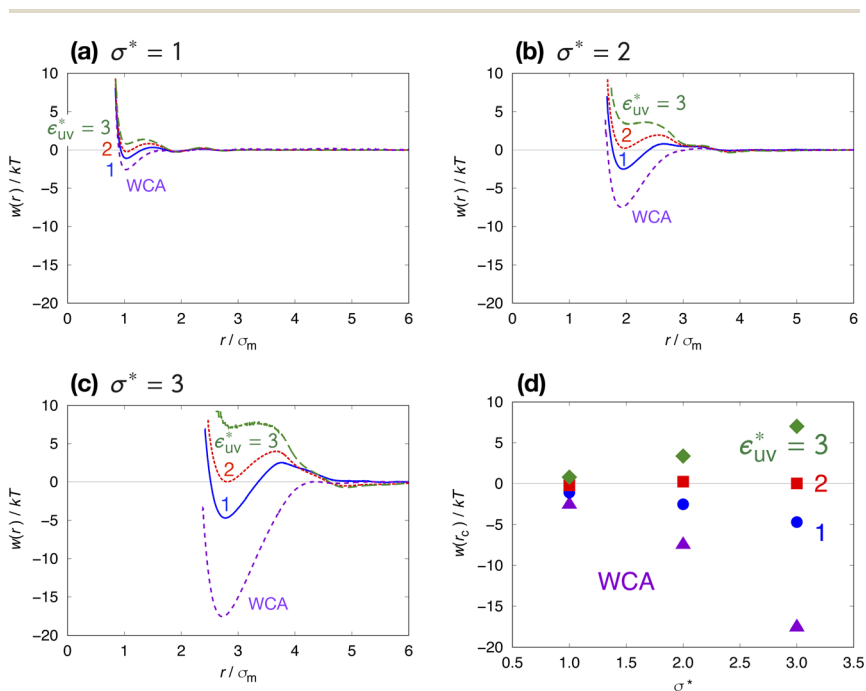 (a) σ* = 1
w(r) / kT
10
5
0
−5
−10
−15
−20
ϵ*uv = 3
2
1
WCA
0 1 2 3 4 5 6
r / σm
(b) σ* = 2
w(r) / kT
10
5
0
−5
−10
−15
−20
ϵ*uv = 3
2
1
WCA
0 1 2 3 4 5 6
r / σm
(c) σ* = 3
w(r) / kT
10
5
0
−5
−10
−15
−20
ϵ*uv = 3
2
1
WCA
0 1 2 3 4 5 6
r / σm
(d)
w(rc) / kT
10
5
0
−5
−10
−15
−20
ϵ*uv = 3
2
1
WCA
0.5 1.0 1.5 2.0 2.5 3.0 3.5
σ*